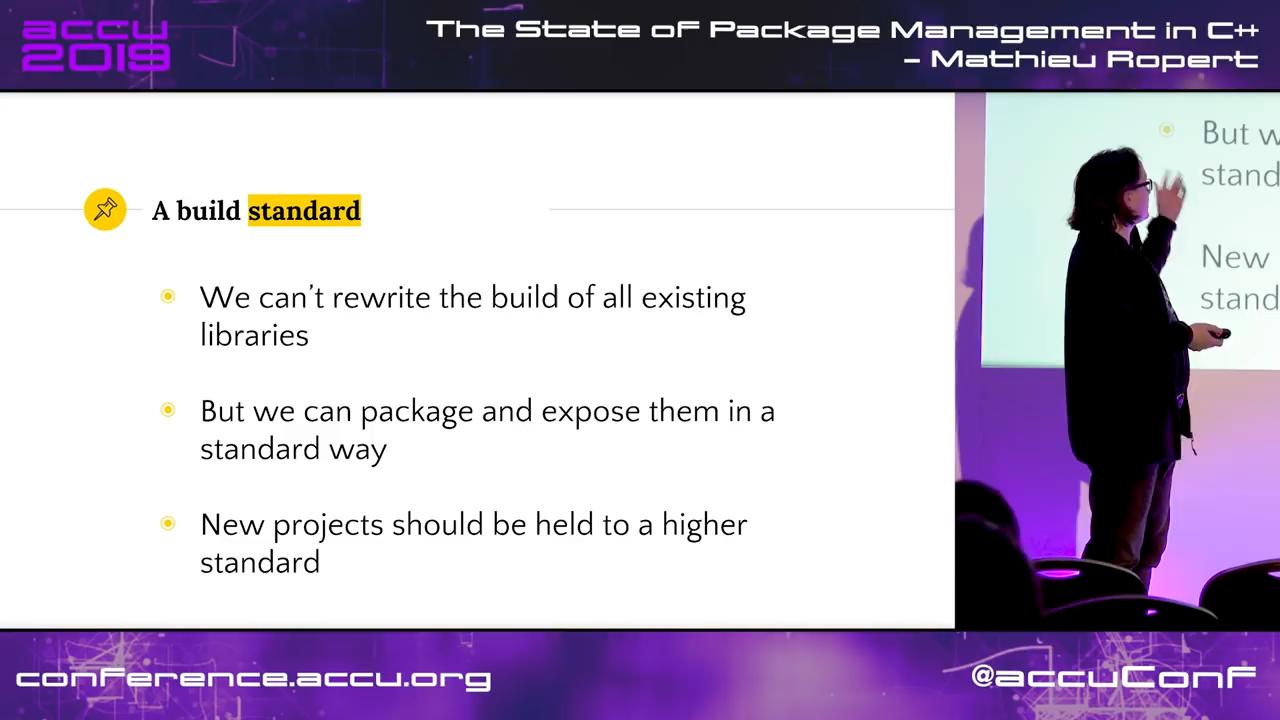 accu
2019
The State of Package Management in C++
– Mathieu Ropert
A build standard
We can't rewrite the build of all existing
libraries
But we can package and expose them in a
standard way
New projects should be held to a higher
standard
But w
stand
New
stand
conference.accu.org
@accuConf